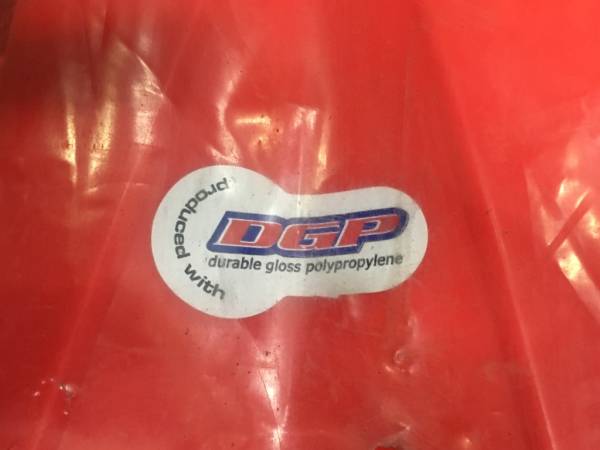 produced with
DGP
durable gloss polypropylene